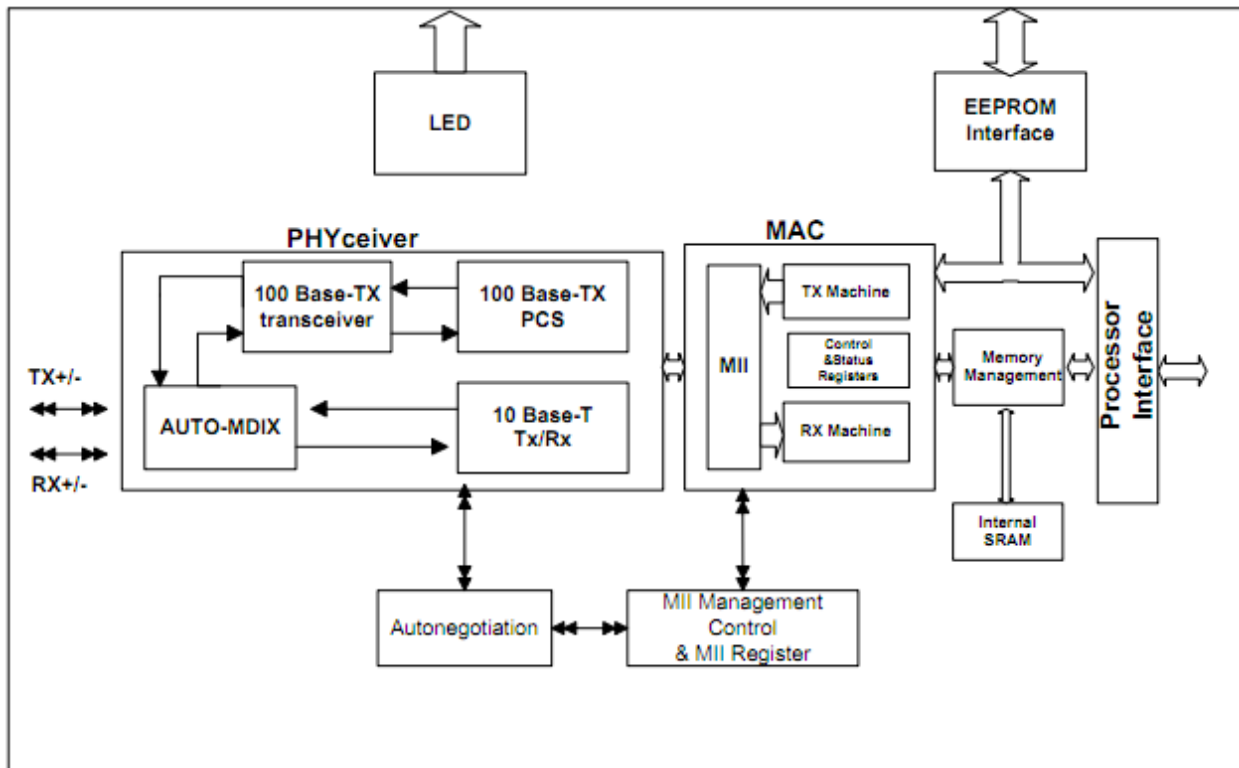 LED
EEPROM
Interface
PHYceiver
MAC
100 Base-TX
transceiver
100 Base-TX
PCS
AUTO-MDIX
10 Base-T
Tx/Rx
TX+/-
RX+/-
MII
TX Machine
Control
&Status
Registers
RX Machine
Memory
Management
Internal
SRAM
Processor
Interface
Autonegotiation
MII Management
Control
& MII Register